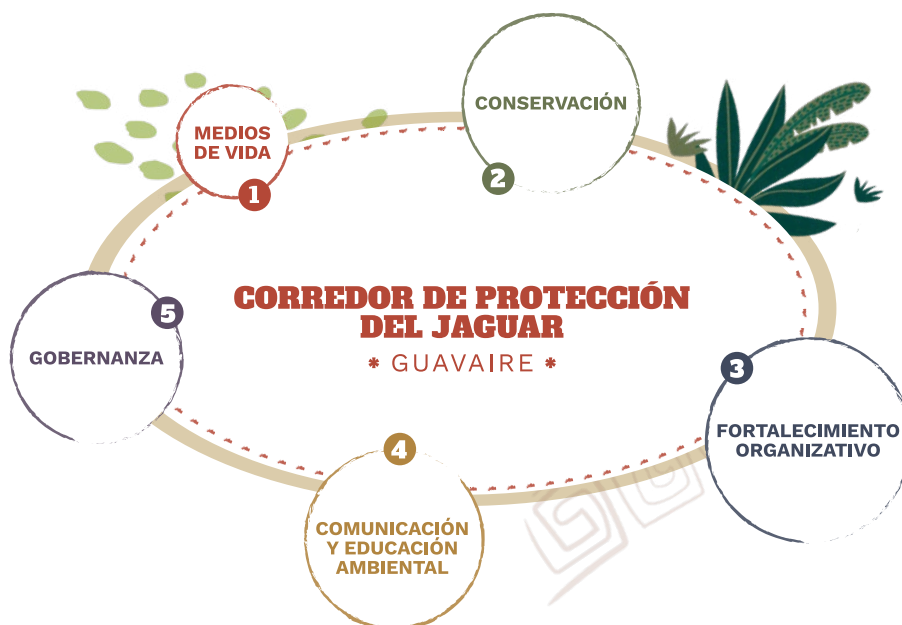 MEDIOS
DE VIDA
1
CONSERVACIÓN
2
CORREDOR DE PROTECCIÓN
DEL JAGUAR
* GUAVAIRE *
3
FORTALECIMIENTO
ORGANIZATIVO
4
COMUNICACIÓN
Y EDUCACIÓN
AMBIENTAL
5
GOBERNANZA